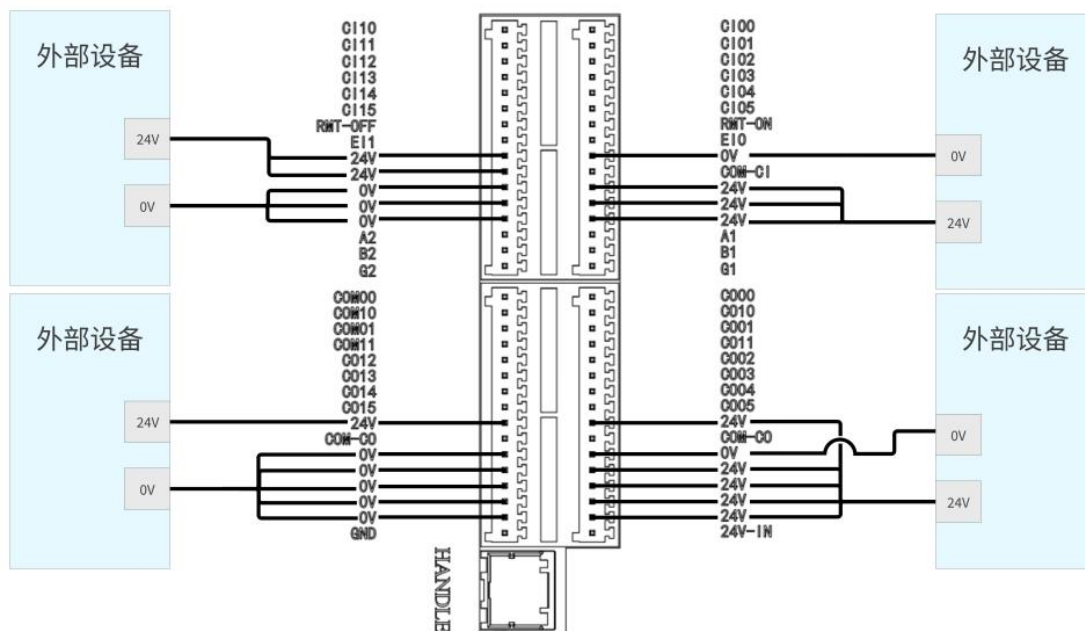 外部设备
24V
0V
CI10
CI11
CI12
CI13
CI14
CI15
RMT-OFF
EI1
24V
24V
0V
0V
0V
A2
B2
G2
CI00
CI01
CI02
CI03
CI04
CI05
RMT-ON
EI0
0V
COM-CI
24V
24V
24V
A1
B1
G1
外部设备
0V
24V
外部设备
24V
0V
COM00
COM10
COM01
COM11
CO12
CO13
CO14
CO15
24V
COM-CO
0V
0V
0V
0V
0V
GND
CO00
CO10
CO01
CO11
CO02
CO03
CO04
CO05
24V
COM-CO
0V
24V
24V
24V
24V
24V-IN
外部设备
0V
24V
HANDLE